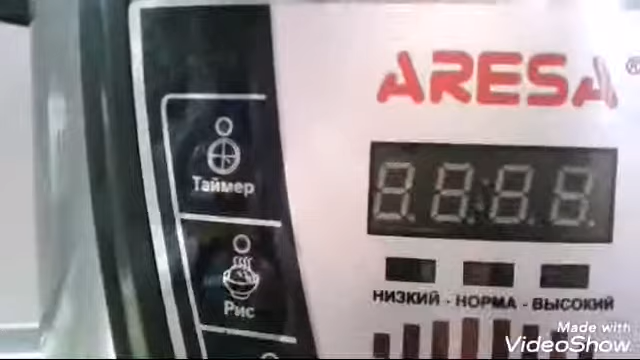 ARESA®
Таймер
Рис
НИЗКИЙ - НОРМА - ВЫСОКИЙ
Made with
VideoShow